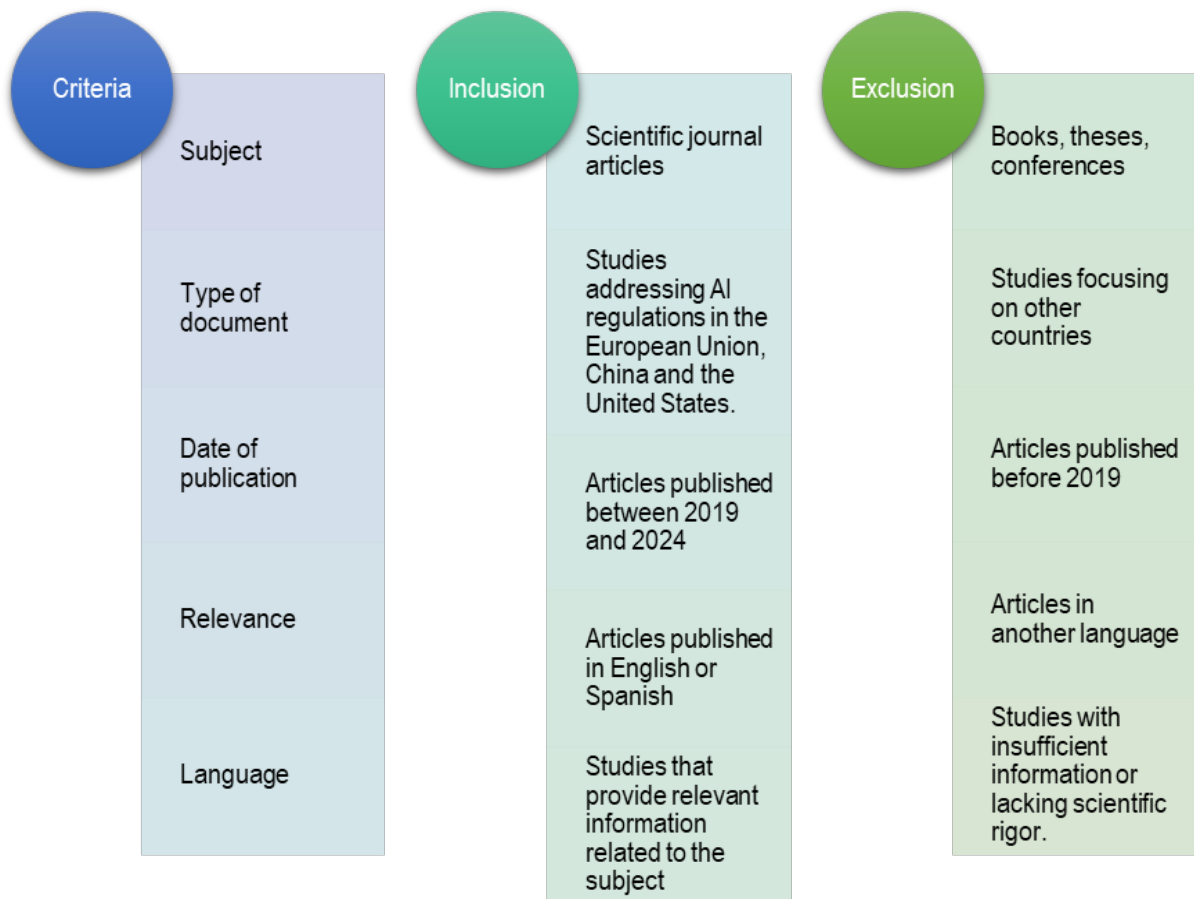 Criteria
Subject
Type of
document
Date of
publication
Relevance
Language
Inclusion
Scientific journal
articles
Studies
addressing AI
regulations in the
European Union,
China and the
United States.
Articles published
between 2019
and 2024
Articles published
in English or
Spanish
Studies that
provide relevant
information
related to the
subject
Exclusion
Books, theses,
conferences
Studies focusing
on other
countries
Articles published
before 2019
Articles in
another language
Studies with
insufficient
information or
lacking scientific
rigor.